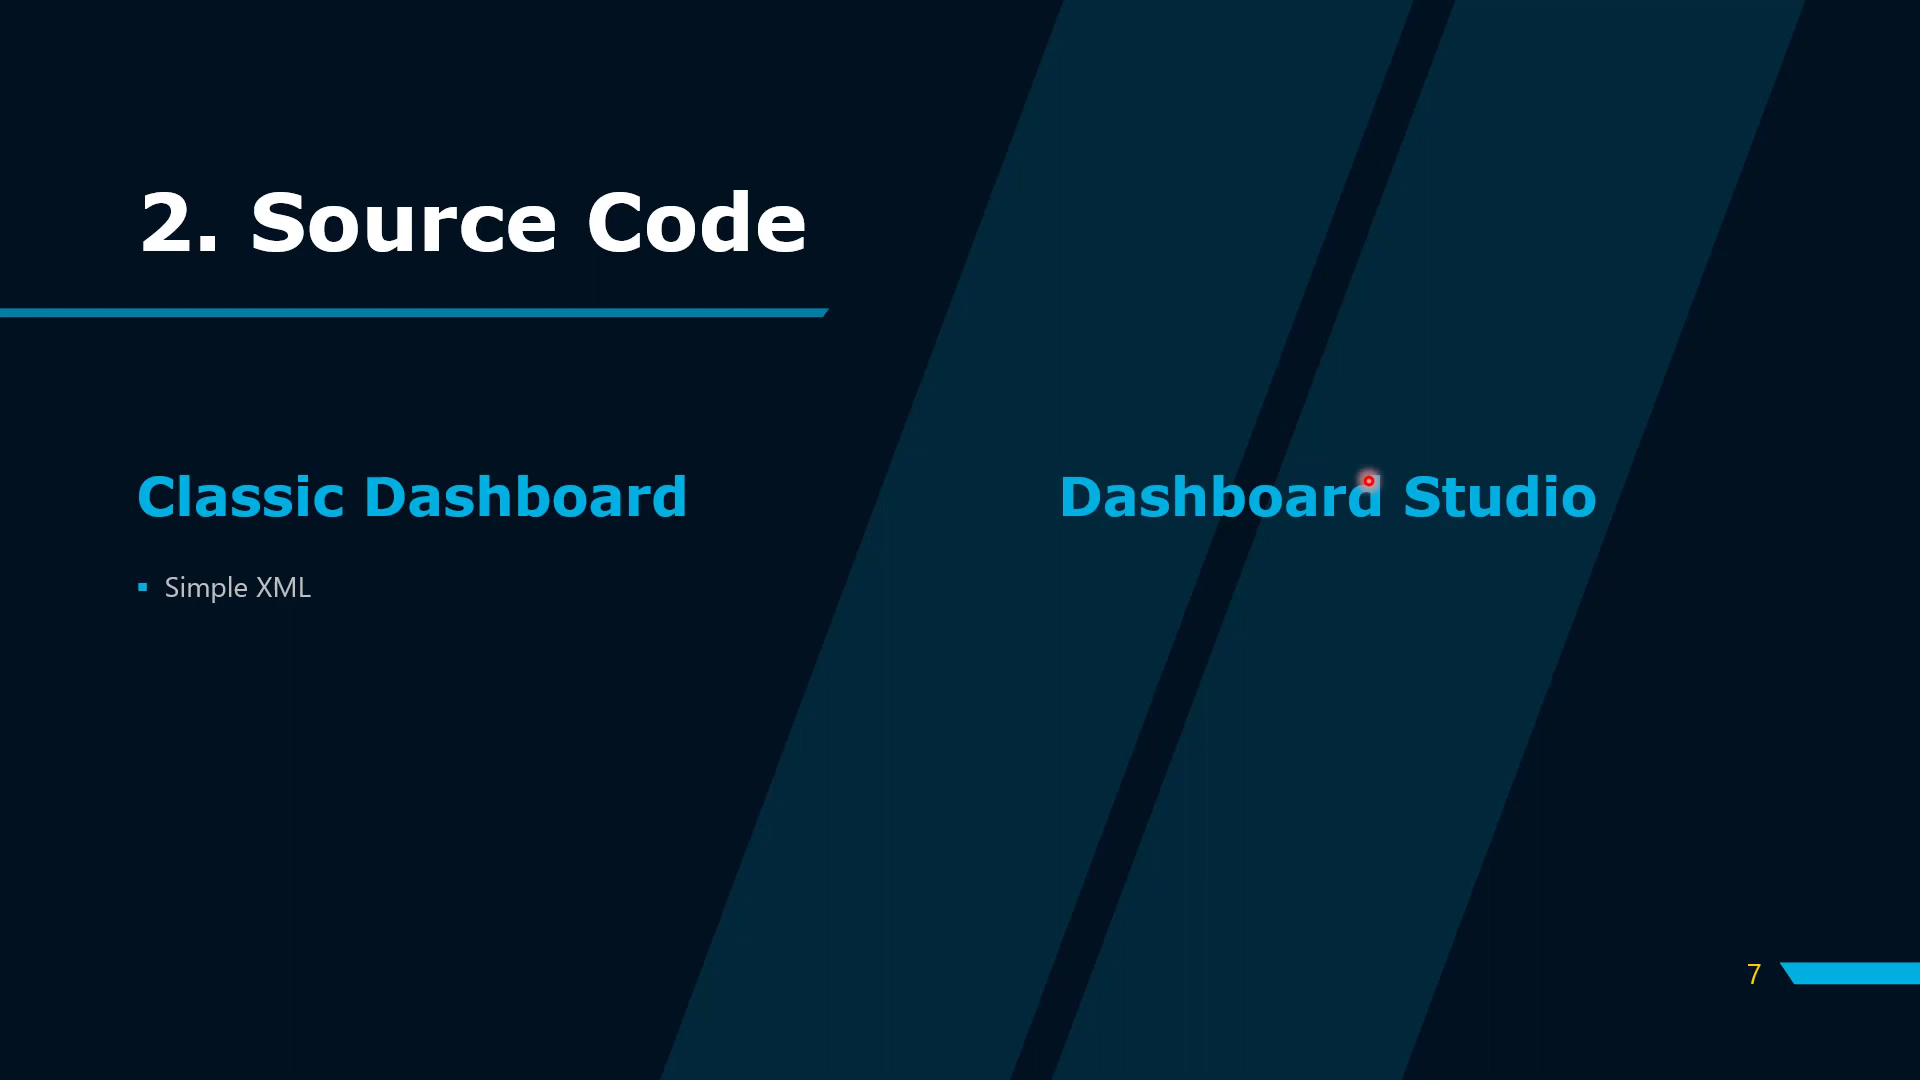 2. Source Code
Classic Dashboard
Dashboard Studio
Simple XML
7